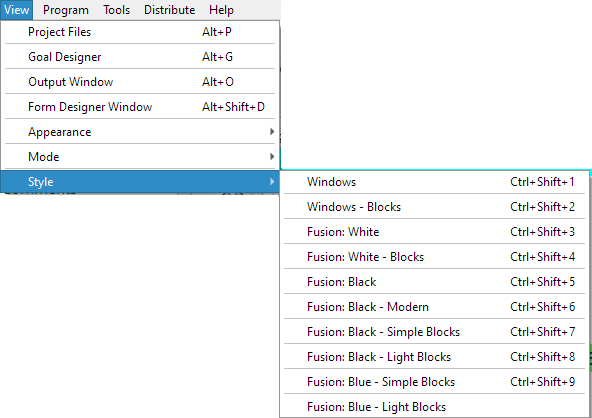 View Program Tools Distribute Help
Project Files Alt+P
Goal Designer Alt+G
Output Window Alt+O
Form Designer Window Alt+Shift+D
Appearance
Mode
Style
Windows Ctrl+Shift+1
Windows - Blocks Ctrl+Shift+2
Fusion: White Ctrl+Shift+3
Fusion: White - Blocks Ctrl+Shift+4
Fusion: Black Ctrl+Shift+5
Fusion: Black - Modern Ctrl+Shift+6
Fusion: Black - Simple Blocks Ctrl+Shift+7
Fusion: Black - Light Blocks Ctrl+Shift+8
Fusion: Blue - Simple Blocks Ctrl+Shift+9
Fusion: Blue - Light Blocks